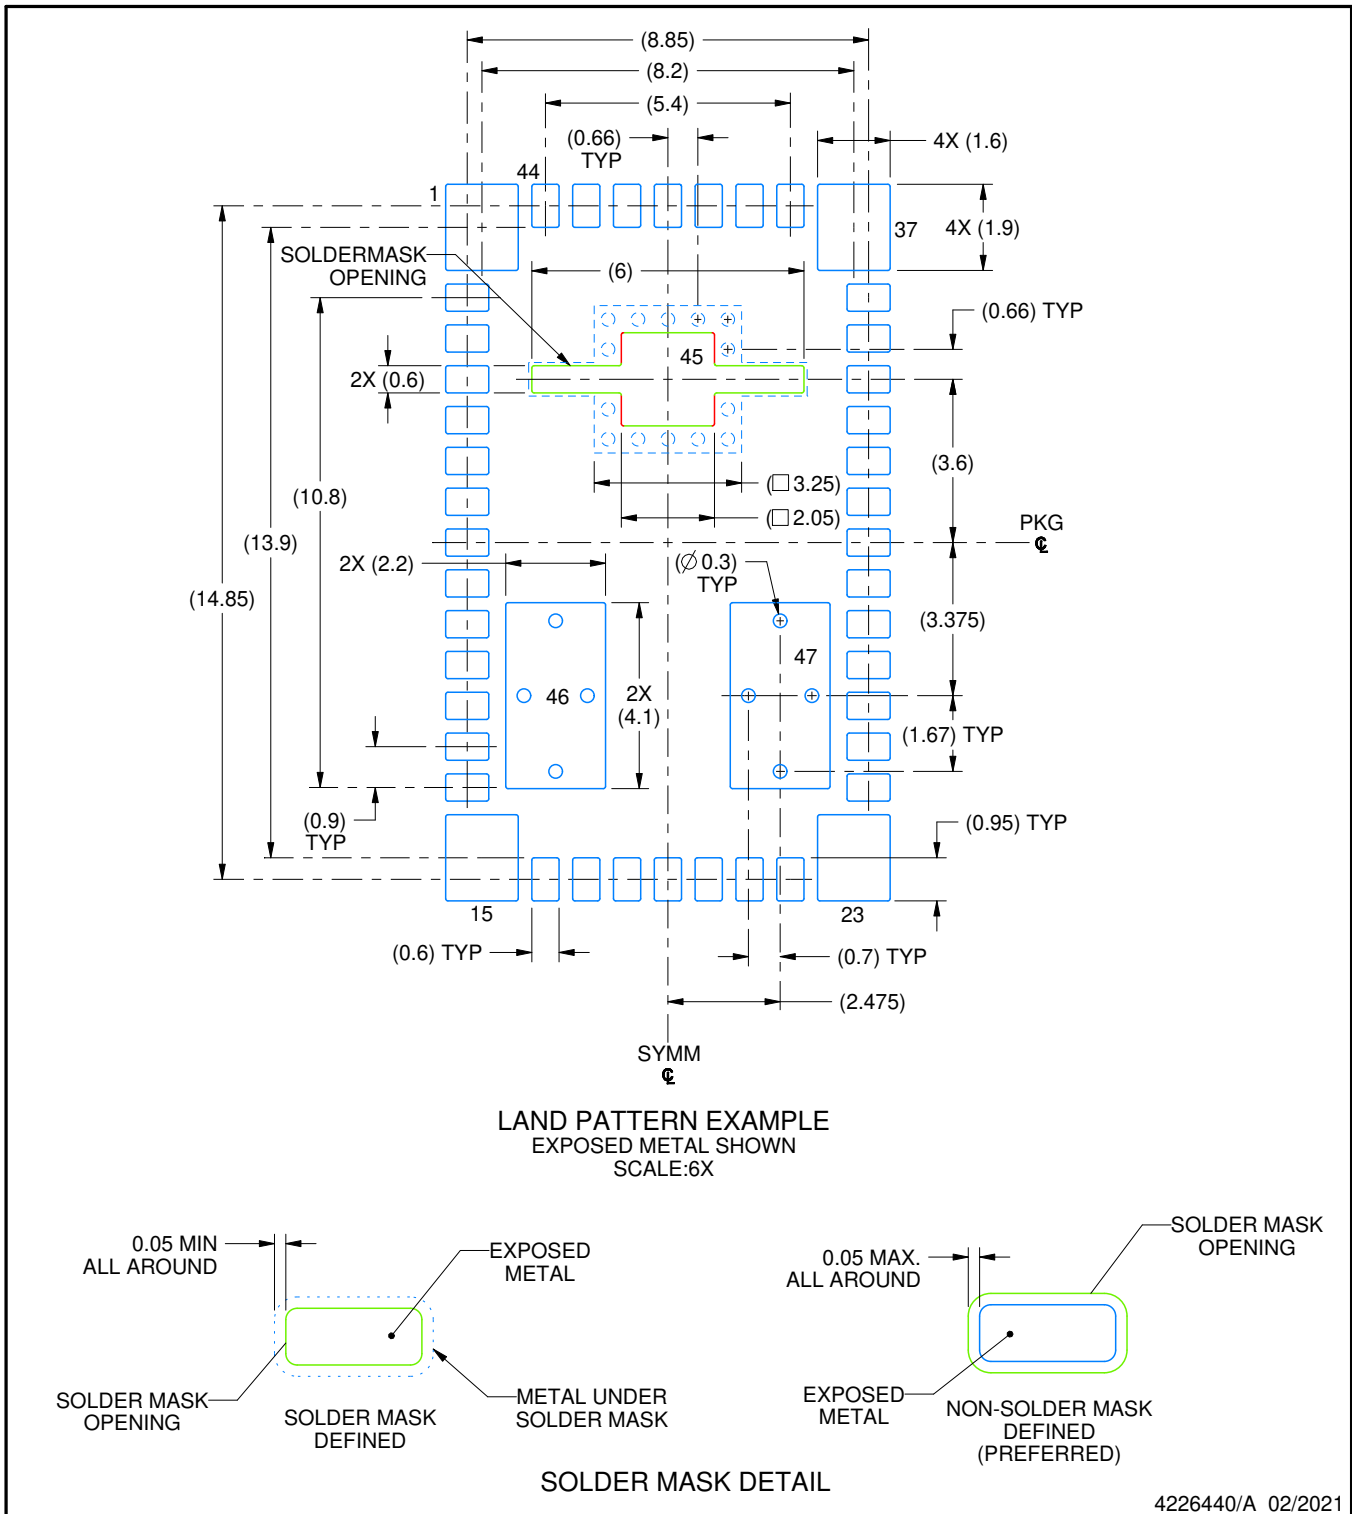 (8.85)
(8.2)
(5.4)
(0.66)
TYP
4X (1.6)
44
1
4X (1.9)
37
SOLDERMASK
OPENING
(6)
(0.66) TYP
45
2X (0.6)
(3.6)
(10.8)
(□ 3.25)
(□ 2.05)
PKG
℄
(13.9)
2X (2.2)
(∅ 0.3)
TYP
(14.85)
(3.375)
47
46
2X
(4.1)
(1.67) TYP
(0.9)
TYP
(0.95) TYP
15
23
(0.6) TYP
(0.7) TYP
(2.475)
SYMM
℄
LAND PATTERN EXAMPLE
EXPOSED METAL SHOWN
SCALE:6X
0.05 MIN
ALL AROUND
EXPOSED
METAL
SOLDER MASK
OPENING
SOLDER MASK
DEFINED
METAL UNDER
SOLDER MASK
0.05 MAX.
ALL AROUND
SOLDER MASK
OPENING
EXPOSED
METAL
NON-SOLDER MASK
DEFINED
(PREFERRED)
SOLDER MASK DETAIL
4226440/A 02/2021